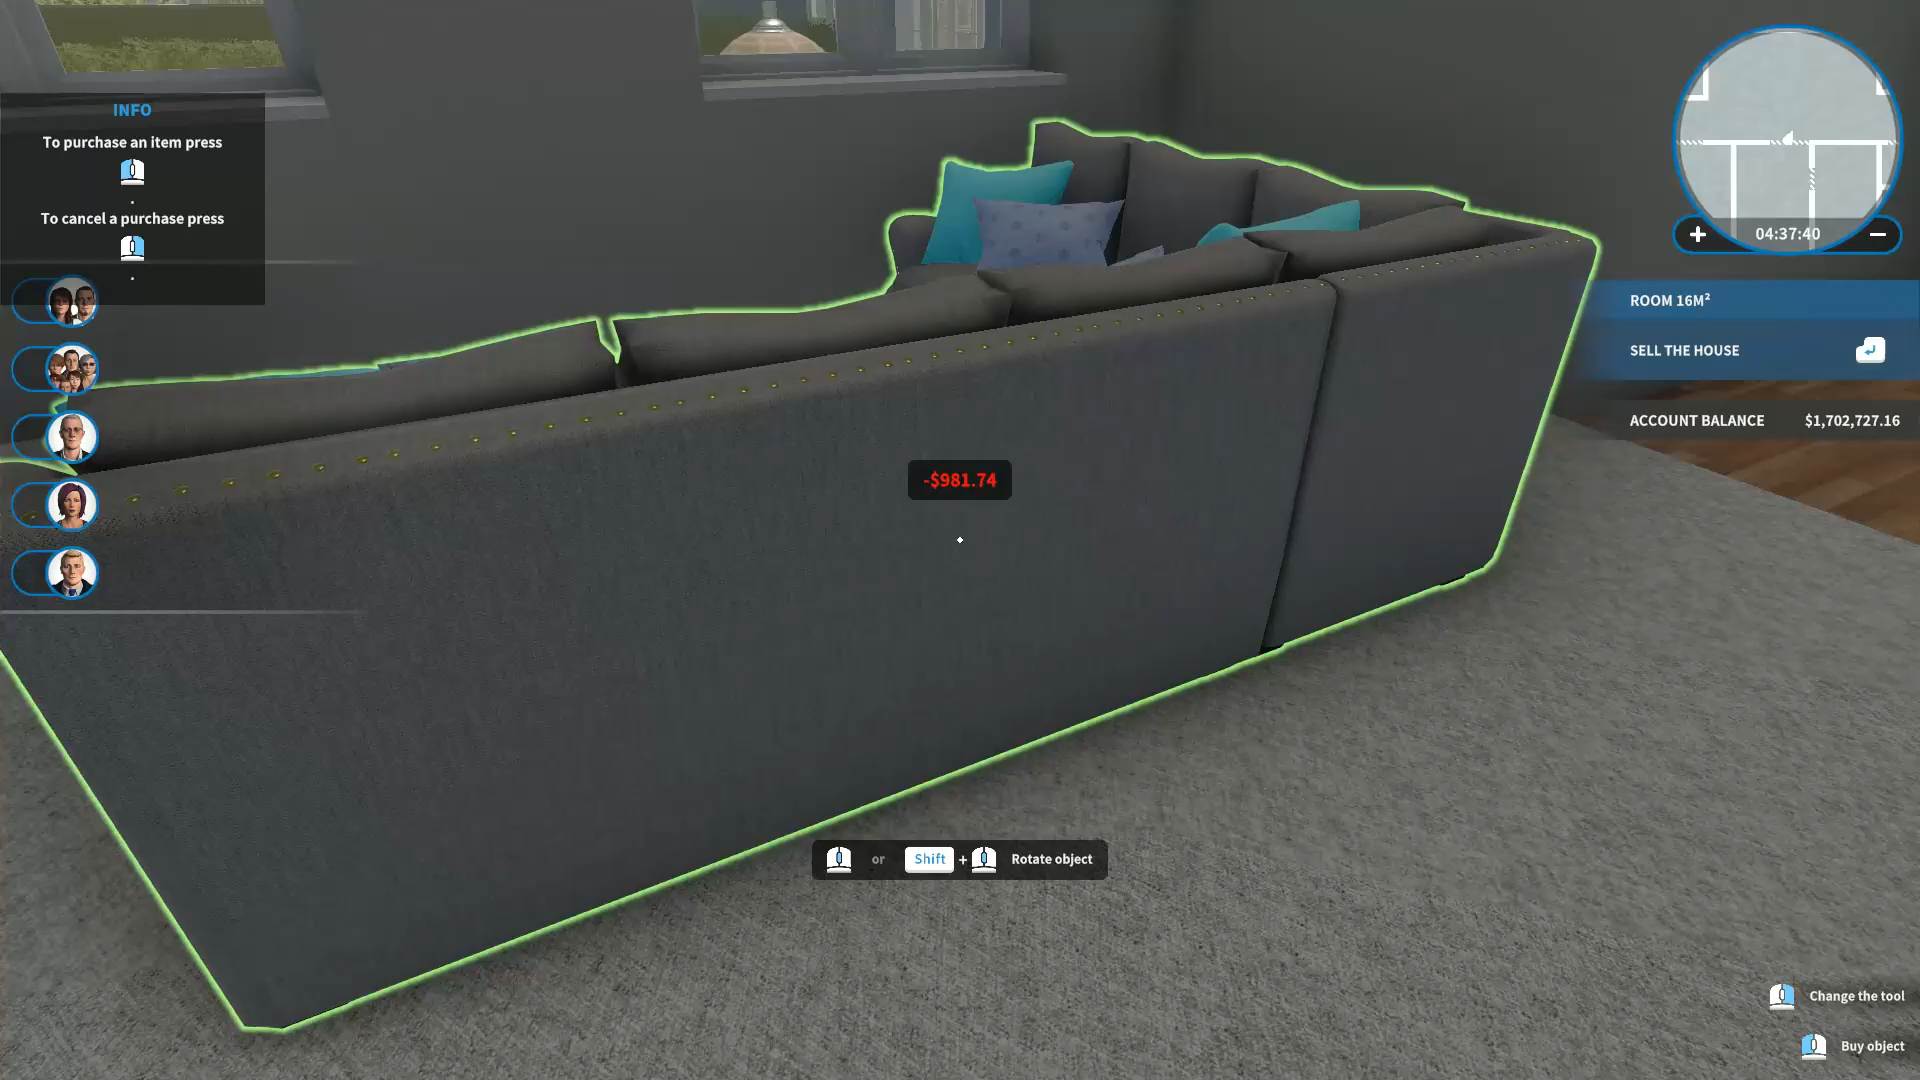 INFO
To purchase an item press
.
To cancel a purchase press
.
04:37:40
ROOM 16M²
SELL THE HOUSE
ACCOUNT BALANCE $1,702,727.16
-$981.74
or Shift + Rotate object
Change the tool
Buy object